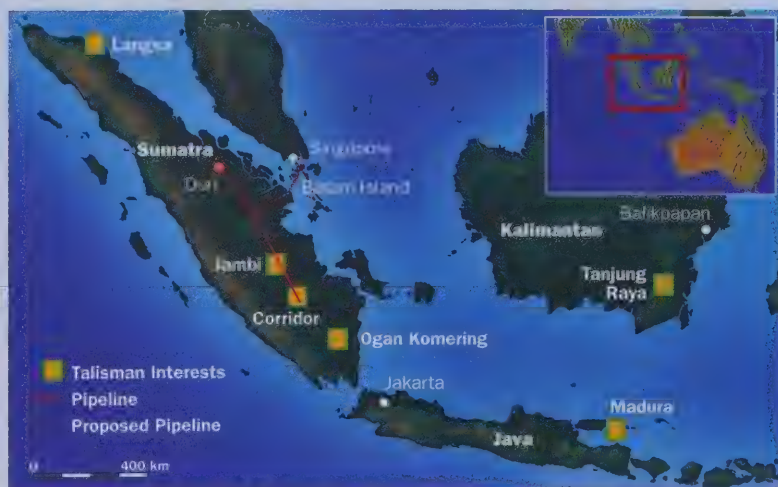 Langsa
Sumatra
Singapore
Duri
Batam Island
Balikpapan
Kalimantan
Jambi
Tanjung
Raya
Corridor
Ogan Komering
Talisman Interests
Jakarta
Pipeline
Madura
Proposed Pipeline
Java
0 400 km